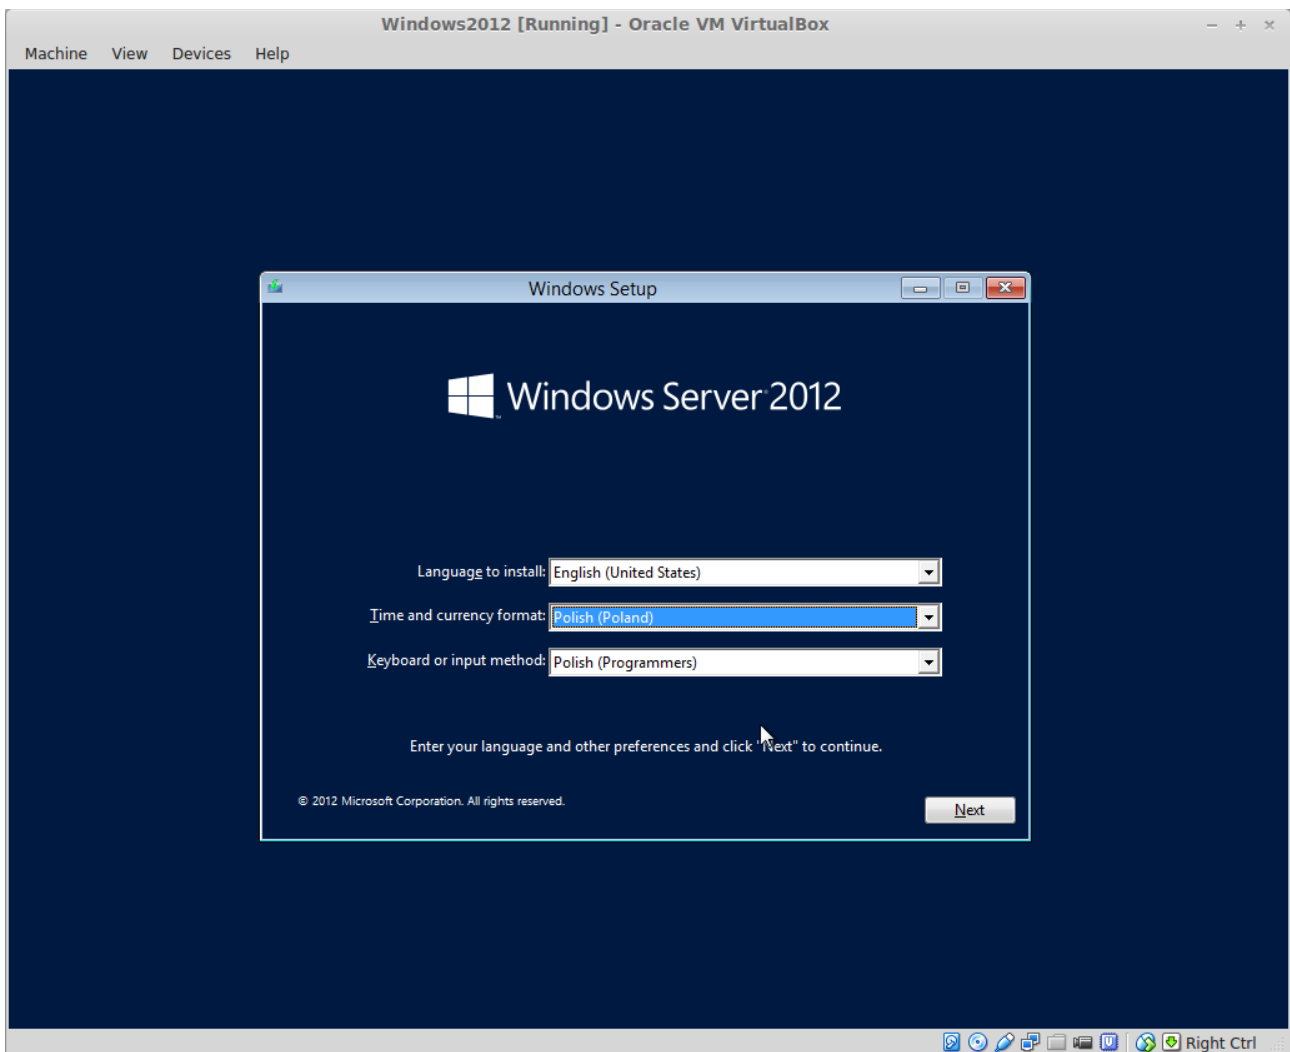 Windows2012 [Running] - Oracle VM VirtualBox
Machine View Devices Help
Windows Setup
Windows Server 2012
Language to install: English (United States)
Time and currency format: Polish (Poland)
Keyboard or input method: Polish (Programmers)
Enter your language and other preferences and click "Next" to continue.
© 2012 Microsoft Corporation. All rights reserved.
Next
Right Ctrl